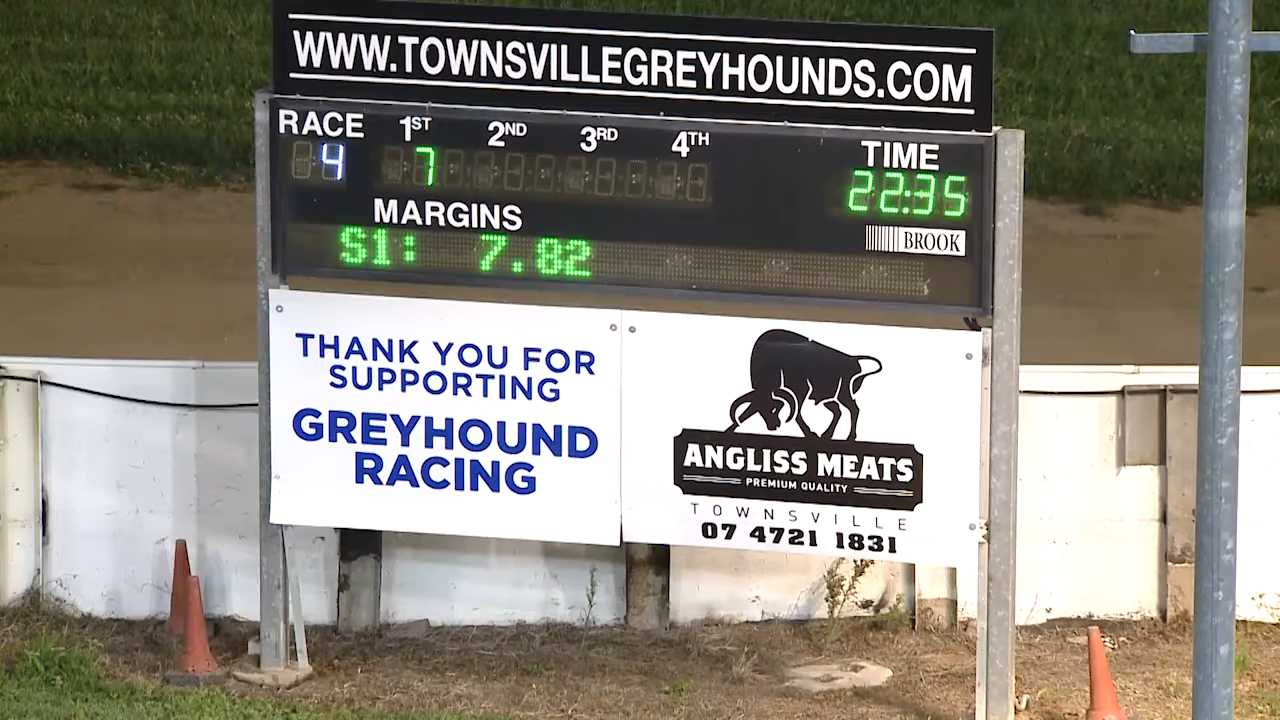 WWW.TOWNSVILLEGREYHOUNDS.COM
RACE 1ST 2ND 3RD 4TH TIME
4 7 22:35
MARGINS
BROOK
S1: 7.82
THANK YOU FOR
SUPPORTING
GREYHOUND
RACING
ANGLISS MEATS
PREMIUM QUALITY
TOWNSVILLE
07 4721 1831